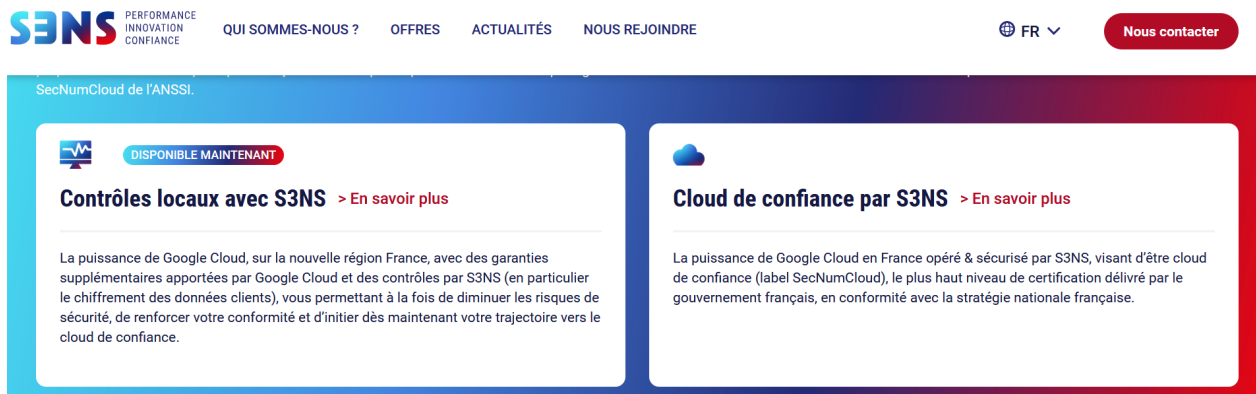 S3NS
PERFORMANCE
INNOVATION
CONFIANCE
QUI SOMMES-NOUS ?
OFFRES
ACTUALITÉS
NOUS REJOINDRE
FR
Nous contacter
SecNumCloud de l'ANSSI.
DISPONIBLE MAINTENANT
Contrôles locaux avec S3NS > En savoir plus
La puissance de Google Cloud, sur la nouvelle région France, avec des garanties
supplémentaires apportées par Google Cloud et des contrôles par S3NS (en particulier
le chiffrement des données clients), vous permettant à la fois de diminuer les risques de
sécurité, de renforcer votre conformité et d'initier dès maintenant votre trajectoire vers le
cloud de confiance.
Cloud de confiance par S3NS > En savoir plus
La puissance de Google Cloud en France opéré & sécurisé par S3NS, visant d'être cloud
de confiance (label SecNumCloud), le plus haut niveau de certification délivré par le
gouvernement français, en conformité avec la stratégie nationale française.